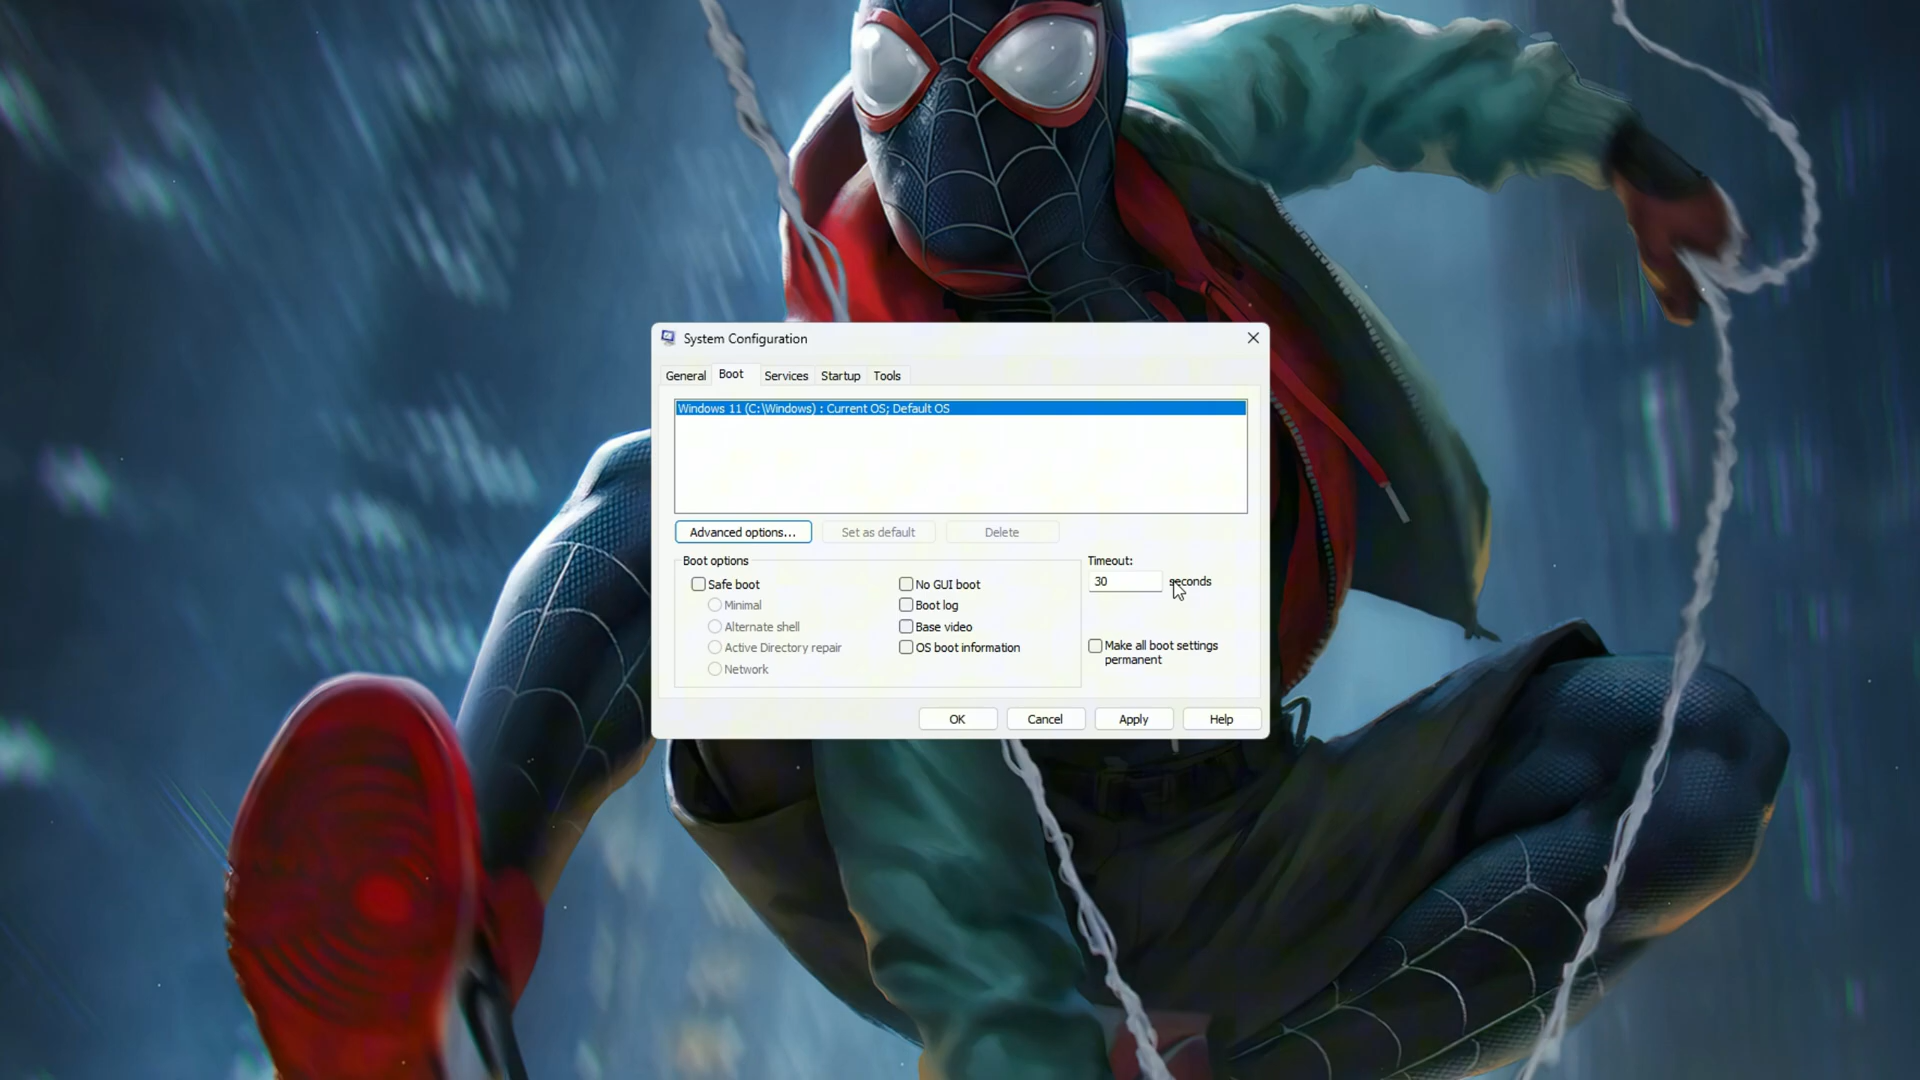 System Configuration
General Boot Services Startup Tools
Windows 11 (C:\Windows) : Current OS; Default OS
Advanced options... Set as default Delete
Boot options
Timeout:
Safe boot
No GUI boot
30 seconds
Minimal
Boot log
Alternate shell
Base video
Active Directory repair
OS boot information
Make all boot settings
permanent
Network
OK Cancel Apply Help